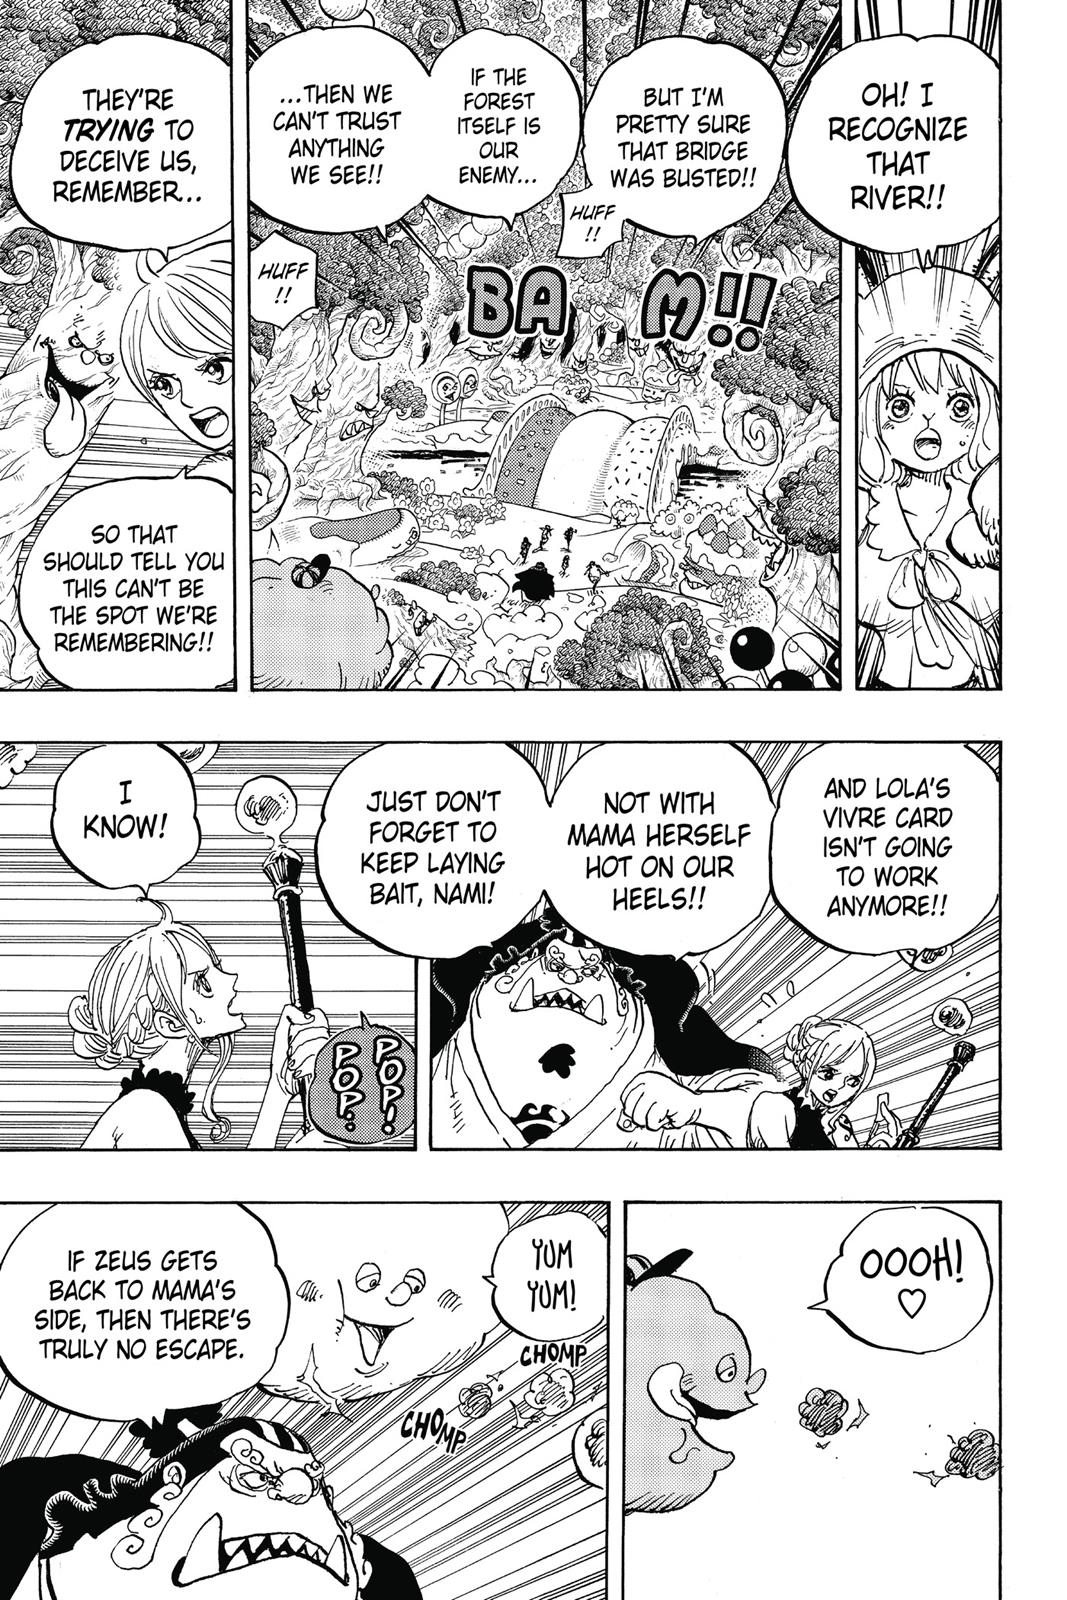 OH! I
RECOGNIZE
THAT
RIVER!!
BUT I'M
PRETTY SURE
THAT BRIDGE
WAS BUSTED!!
HUFF
!!
IF THE
FOREST
ITSELF IS
OUR
ENEMY...
...THEN WE
CAN'T TRUST
ANYTHING
WE SEE!!
HUFF
!!
BA M!!
THEY'RE
TRYING TO
DECEIVE US,
REMEMBER...
SO THAT
SHOULD TELL YOU
THIS CAN'T BE
THE SPOT WE'RE
REMEMBERING!!
AND LOLA'S
VIVRE CARD
ISN'T GOING
TO WORK
ANYMORE!!
NOT WITH
MAMA HERSELF
HOT ON OUR
HEELS!!
JUST DON'T
FORGET TO
KEEP LAYING
BAIT, NAMI!
I
KNOW!
POP!
POP.
OOOH!
♡
YUM
YUM!
CHOMP
CHOMP
IF ZEUS GETS
BACK TO MAMA'S
SIDE, THEN THERE'S
TRULY NO ESCAPE.